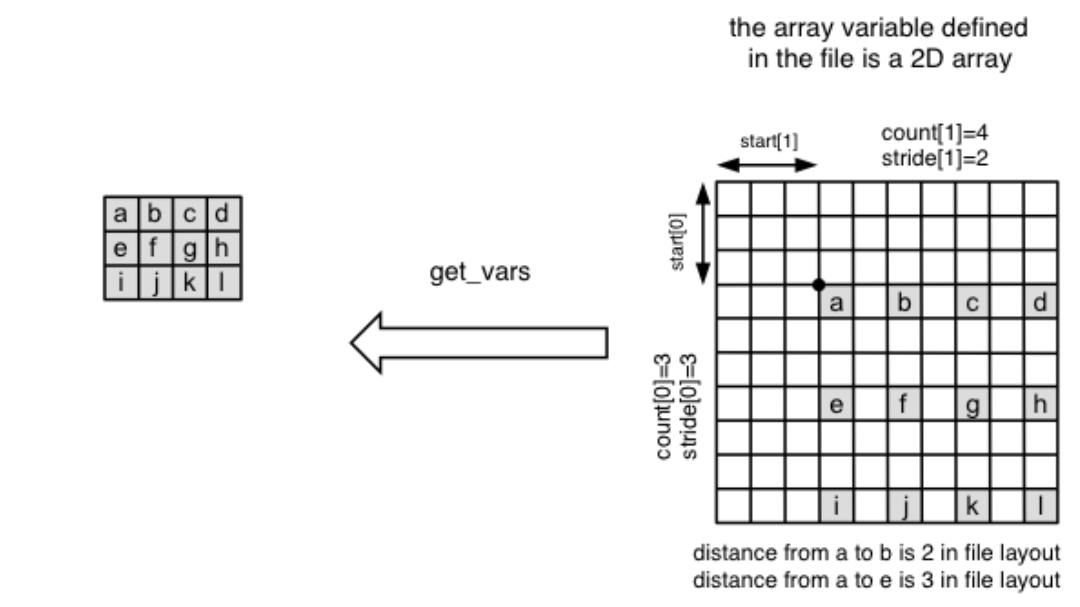 the array variable defined
in the file is a 2D array
start[1]
count[1]=4
stride[1]=2
start[0]
a b c d
e f g h
i j k l
get_vars
a b c d
e f g h
i j k l
count[0]=3
stride[0]=3
distance from a to b is 2 in file layout
distance from a to e is 3 in file layout